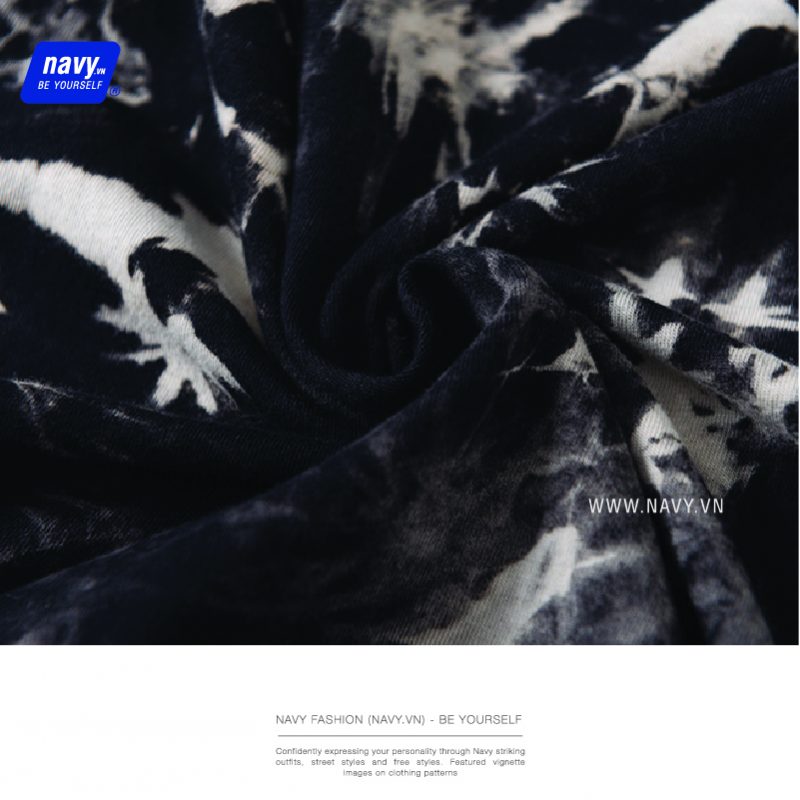 navy.VN
BE YOURSELF
WWW.NAVY.VN
NAVY FASHION (NAVY.VN) - BE YOURSELF
Confidently expressing your personality through Navy striking
outfits, street styles and free styles. Featured vignette
images on clothing patterns